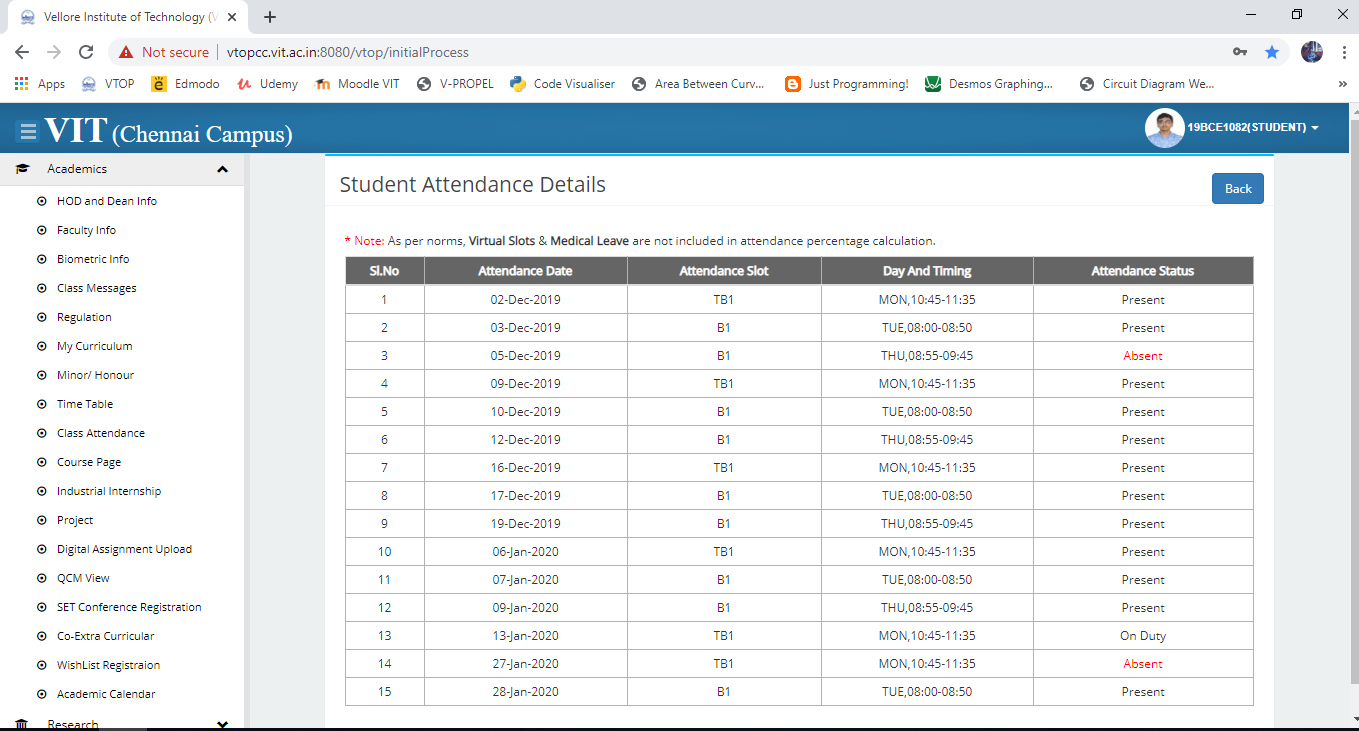 Vellore Institute of Technology (V
Not secure | vtopcc.vit.ac.in:8080/vtop/initialProcess
Apps VTOP Edmodo Udemy Moodle VIT V-PROPEL Code Visualiser Area Between Curv... Just Programming! Desmos Graphing... Circuit Diagram We... »
VIT (Chennai Campus) 19BCE1082(STUDENT)
Academics
HOD and Dean Info
Faculty Info
Biometric Info
Class Messages
Regulation
My Curriculum
Minor/ Honour
Time Table
Class Attendance
Course Page
Industrial Internship
Project
Digital Assignment Upload
QCM View
SET Conference Registration
Co-Extra Curricular
WishList Registraion
Academic Calendar
Research
Student Attendance Details
Back
* Note: As per norms, Virtual Slots & Medical Leave are not included in attendance percentage calculation.
Sl.No Attendance Date Attendance Slot Day And Timing Attendance Status
1 02-Dec-2019 TB1 MON,10:45-11:35 Present
2 03-Dec-2019 B1 TUE,08:00-08:50 Present
3 05-Dec-2019 B1 THU,08:55-09:45 Absent
4 09-Dec-2019 TB1 MON,10:45-11:35 Present
5 10-Dec-2019 B1 TUE,08:00-08:50 Present
6 12-Dec-2019 B1 THU,08:55-09:45 Present
7 16-Dec-2019 TB1 MON,10:45-11:35 Present
8 17-Dec-2019 B1 TUE,08:00-08:50 Present
9 19-Dec-2019 B1 THU,08:55-09:45 Present
10 06-Jan-2020 TB1 MON,10:45-11:35 Present
11 07-Jan-2020 B1 TUE,08:00-08:50 Present
12 09-Jan-2020 B1 THU,08:55-09:45 Present
13 13-Jan-2020 TB1 MON,10:45-11:35 On Duty
14 27-Jan-2020 TB1 MON,10:45-11:35 Absent
15 28-Jan-2020 B1 TUE,08:00-08:50 Present